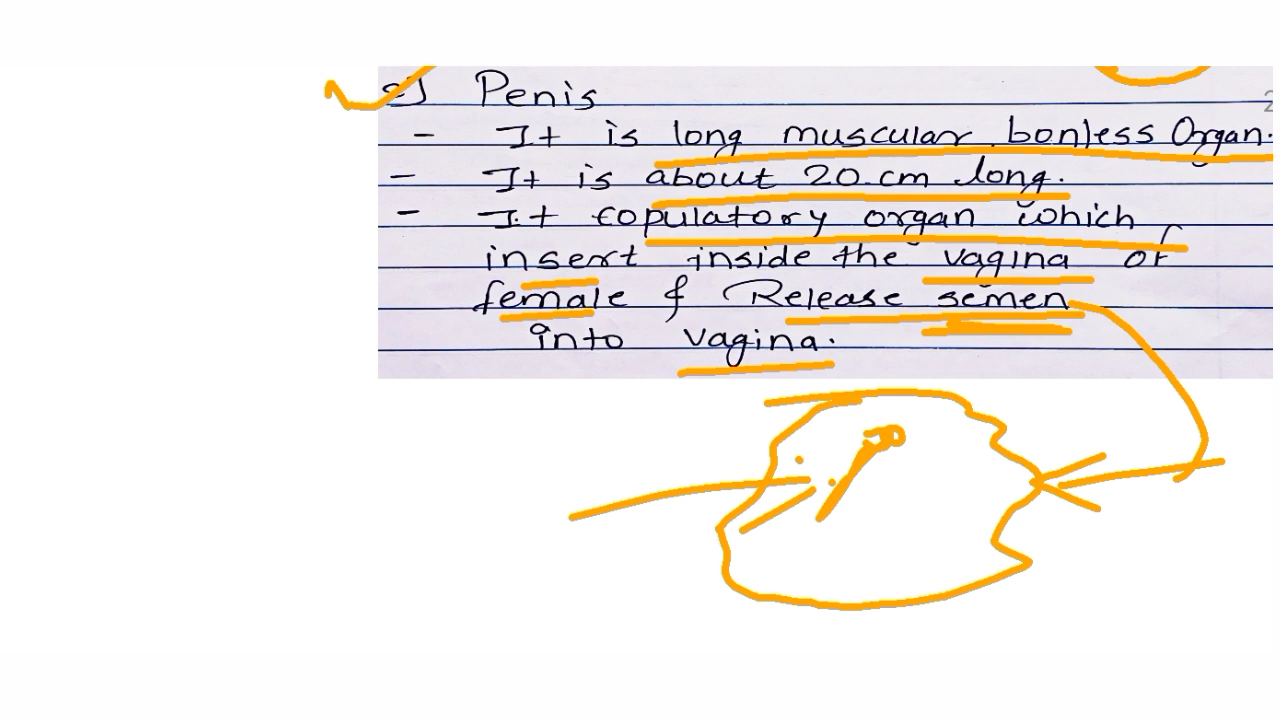 e) Penis
- It is long muscular bonless Organ.
- It is about 20.cm long.
- It copulatory organ which
insert inside the vagina of
female & Release semen
into vagina.
2